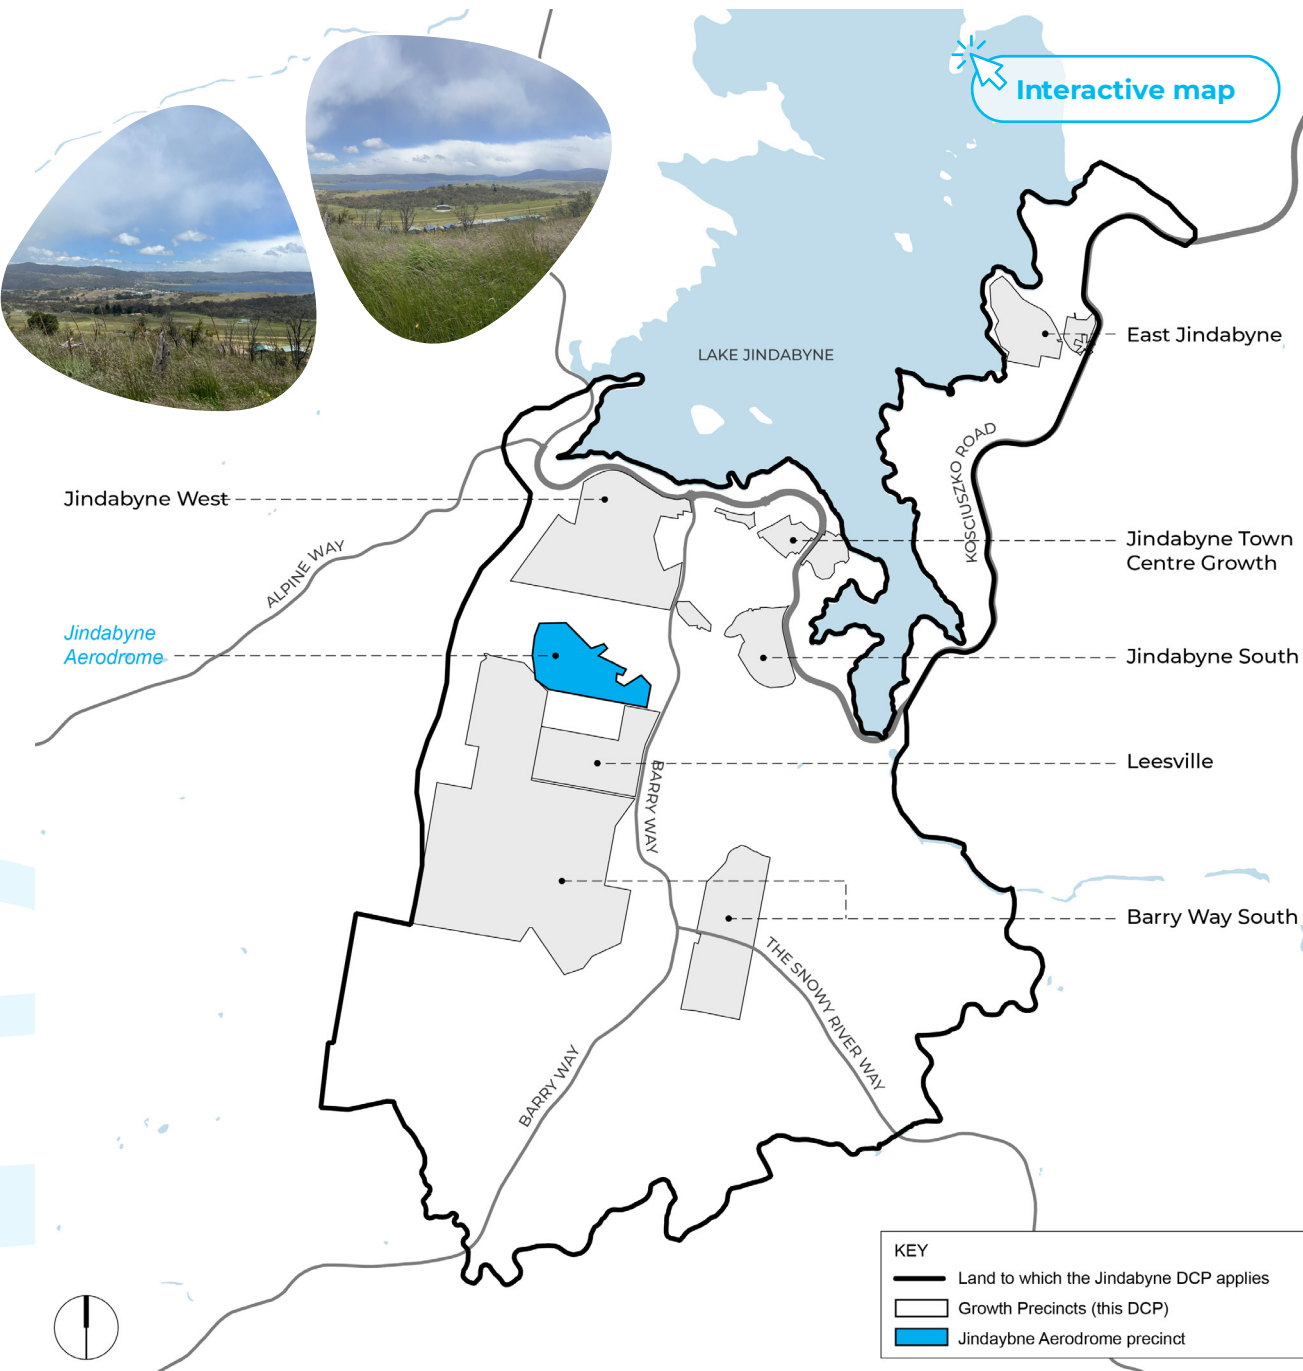 Interactive map
LAKE JINDABYNE
East Jindabyne
KOSCIUSZKO ROAD
Jindabyne West
ALPINE WAY
Jindabyne Town
Centre Growth
Jindabyne
Aerodrome
Jindabyne South
Leesville
BARRY WAY
Barry Way South
THE SNOWY RIVER WAY
BARRY WAY
KEY
Land to which the Jindabyne DCP applies
Growth Precincts (this DCP)
Jindaybne Aerodrome precinct